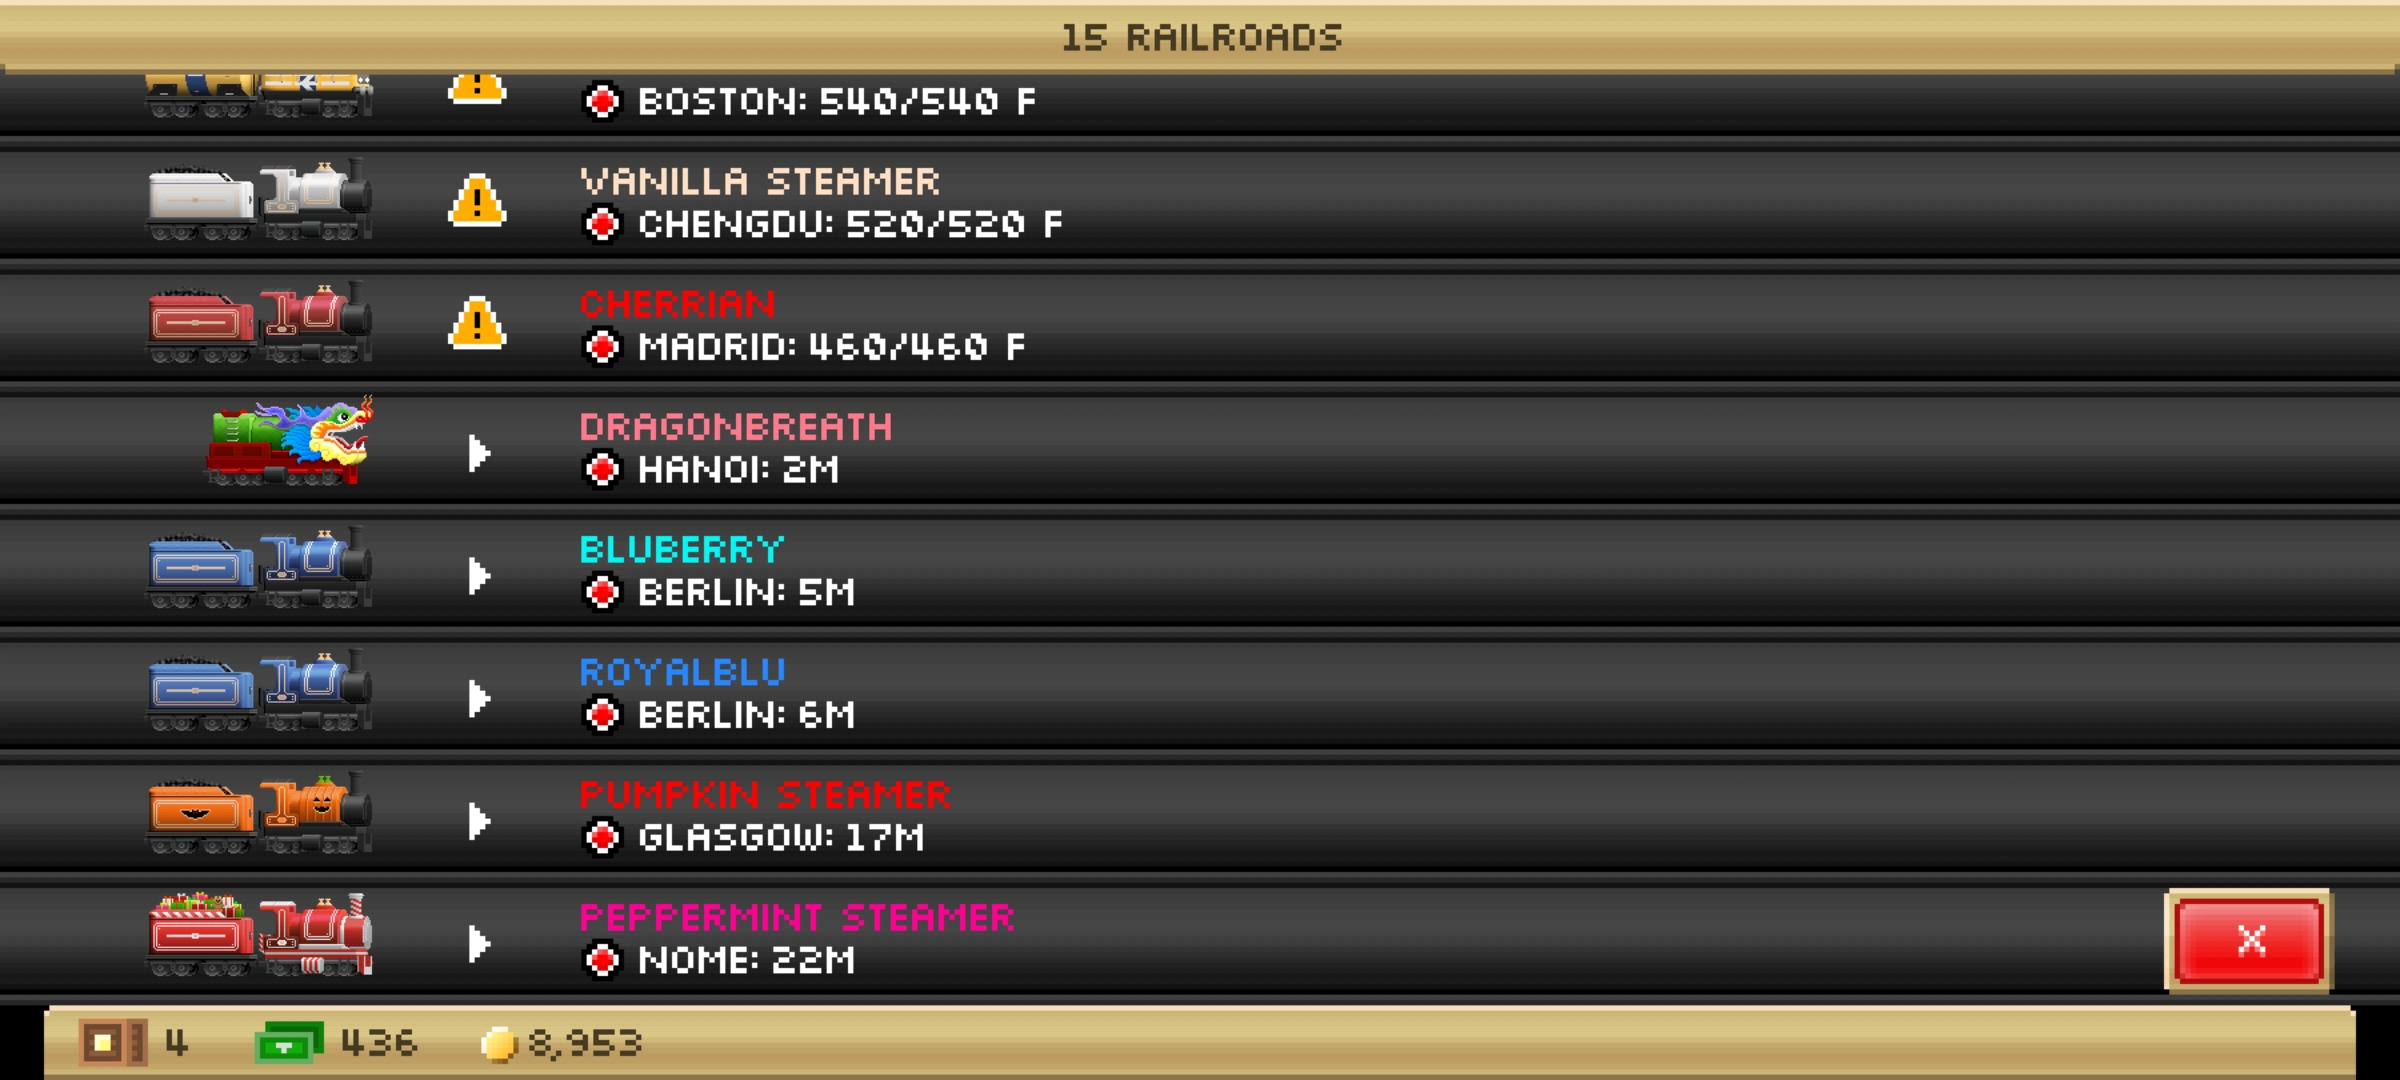 15 RAILROADS
BOSTON: 540/540 F
VANILLA STEAMER
CHENGDU: 520/520 F
CHERRIAN
MADRID: 460/460 F
DRAGONBREATH
HANOI: 2M
BLUBERRY
BERLIN: 5M
ROYALBLU
BERLIN: 6M
PUMPKIN STEAMER
GLASGOW: 17M
PEPPERMINT STEAMER
NOME: 22M
X
4 436 8,953